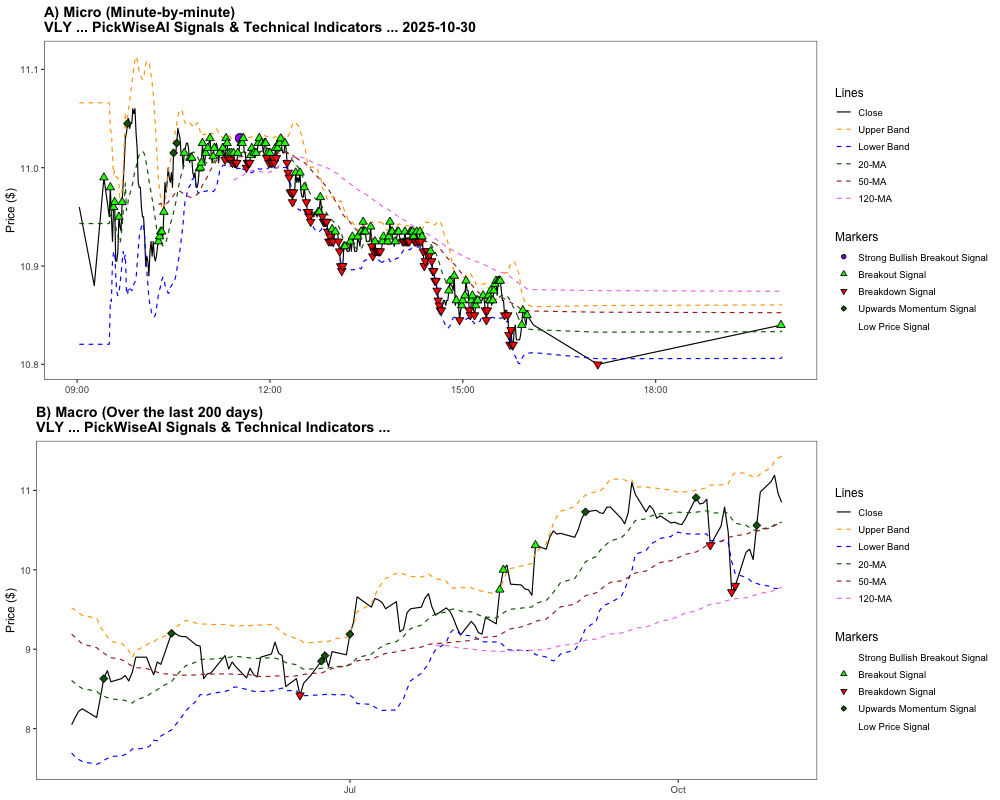 A) Micro (Minute-by-minute)
VLY ... PickWiseAI Signals & Technical Indicators ... 2025-10-30
Price ($)
11.1
11.0
10.9
10.8
09:00
12:00
15:00
18:00
Lines
Close
Upper Band
Lower Band
20-MA
50-MA
120-MA
Markers
Strong Bullish Breakout Signal
Breakout Signal
Breakdown Signal
Upwards Momentum Signal
Low Price Signal
B) Macro (Over the last 200 days)
VLY ... PickWiseAI Signals & Technical Indicators ...
Price ($)
11
10
9
8
Jul
Oct
Lines
Close
Upper Band
Lower Band
20-MA
50-MA
120-MA
Markers
Strong Bullish Breakout Signal
Breakout Signal
Breakdown Signal
Upwards Momentum Signal
Low Price Signal